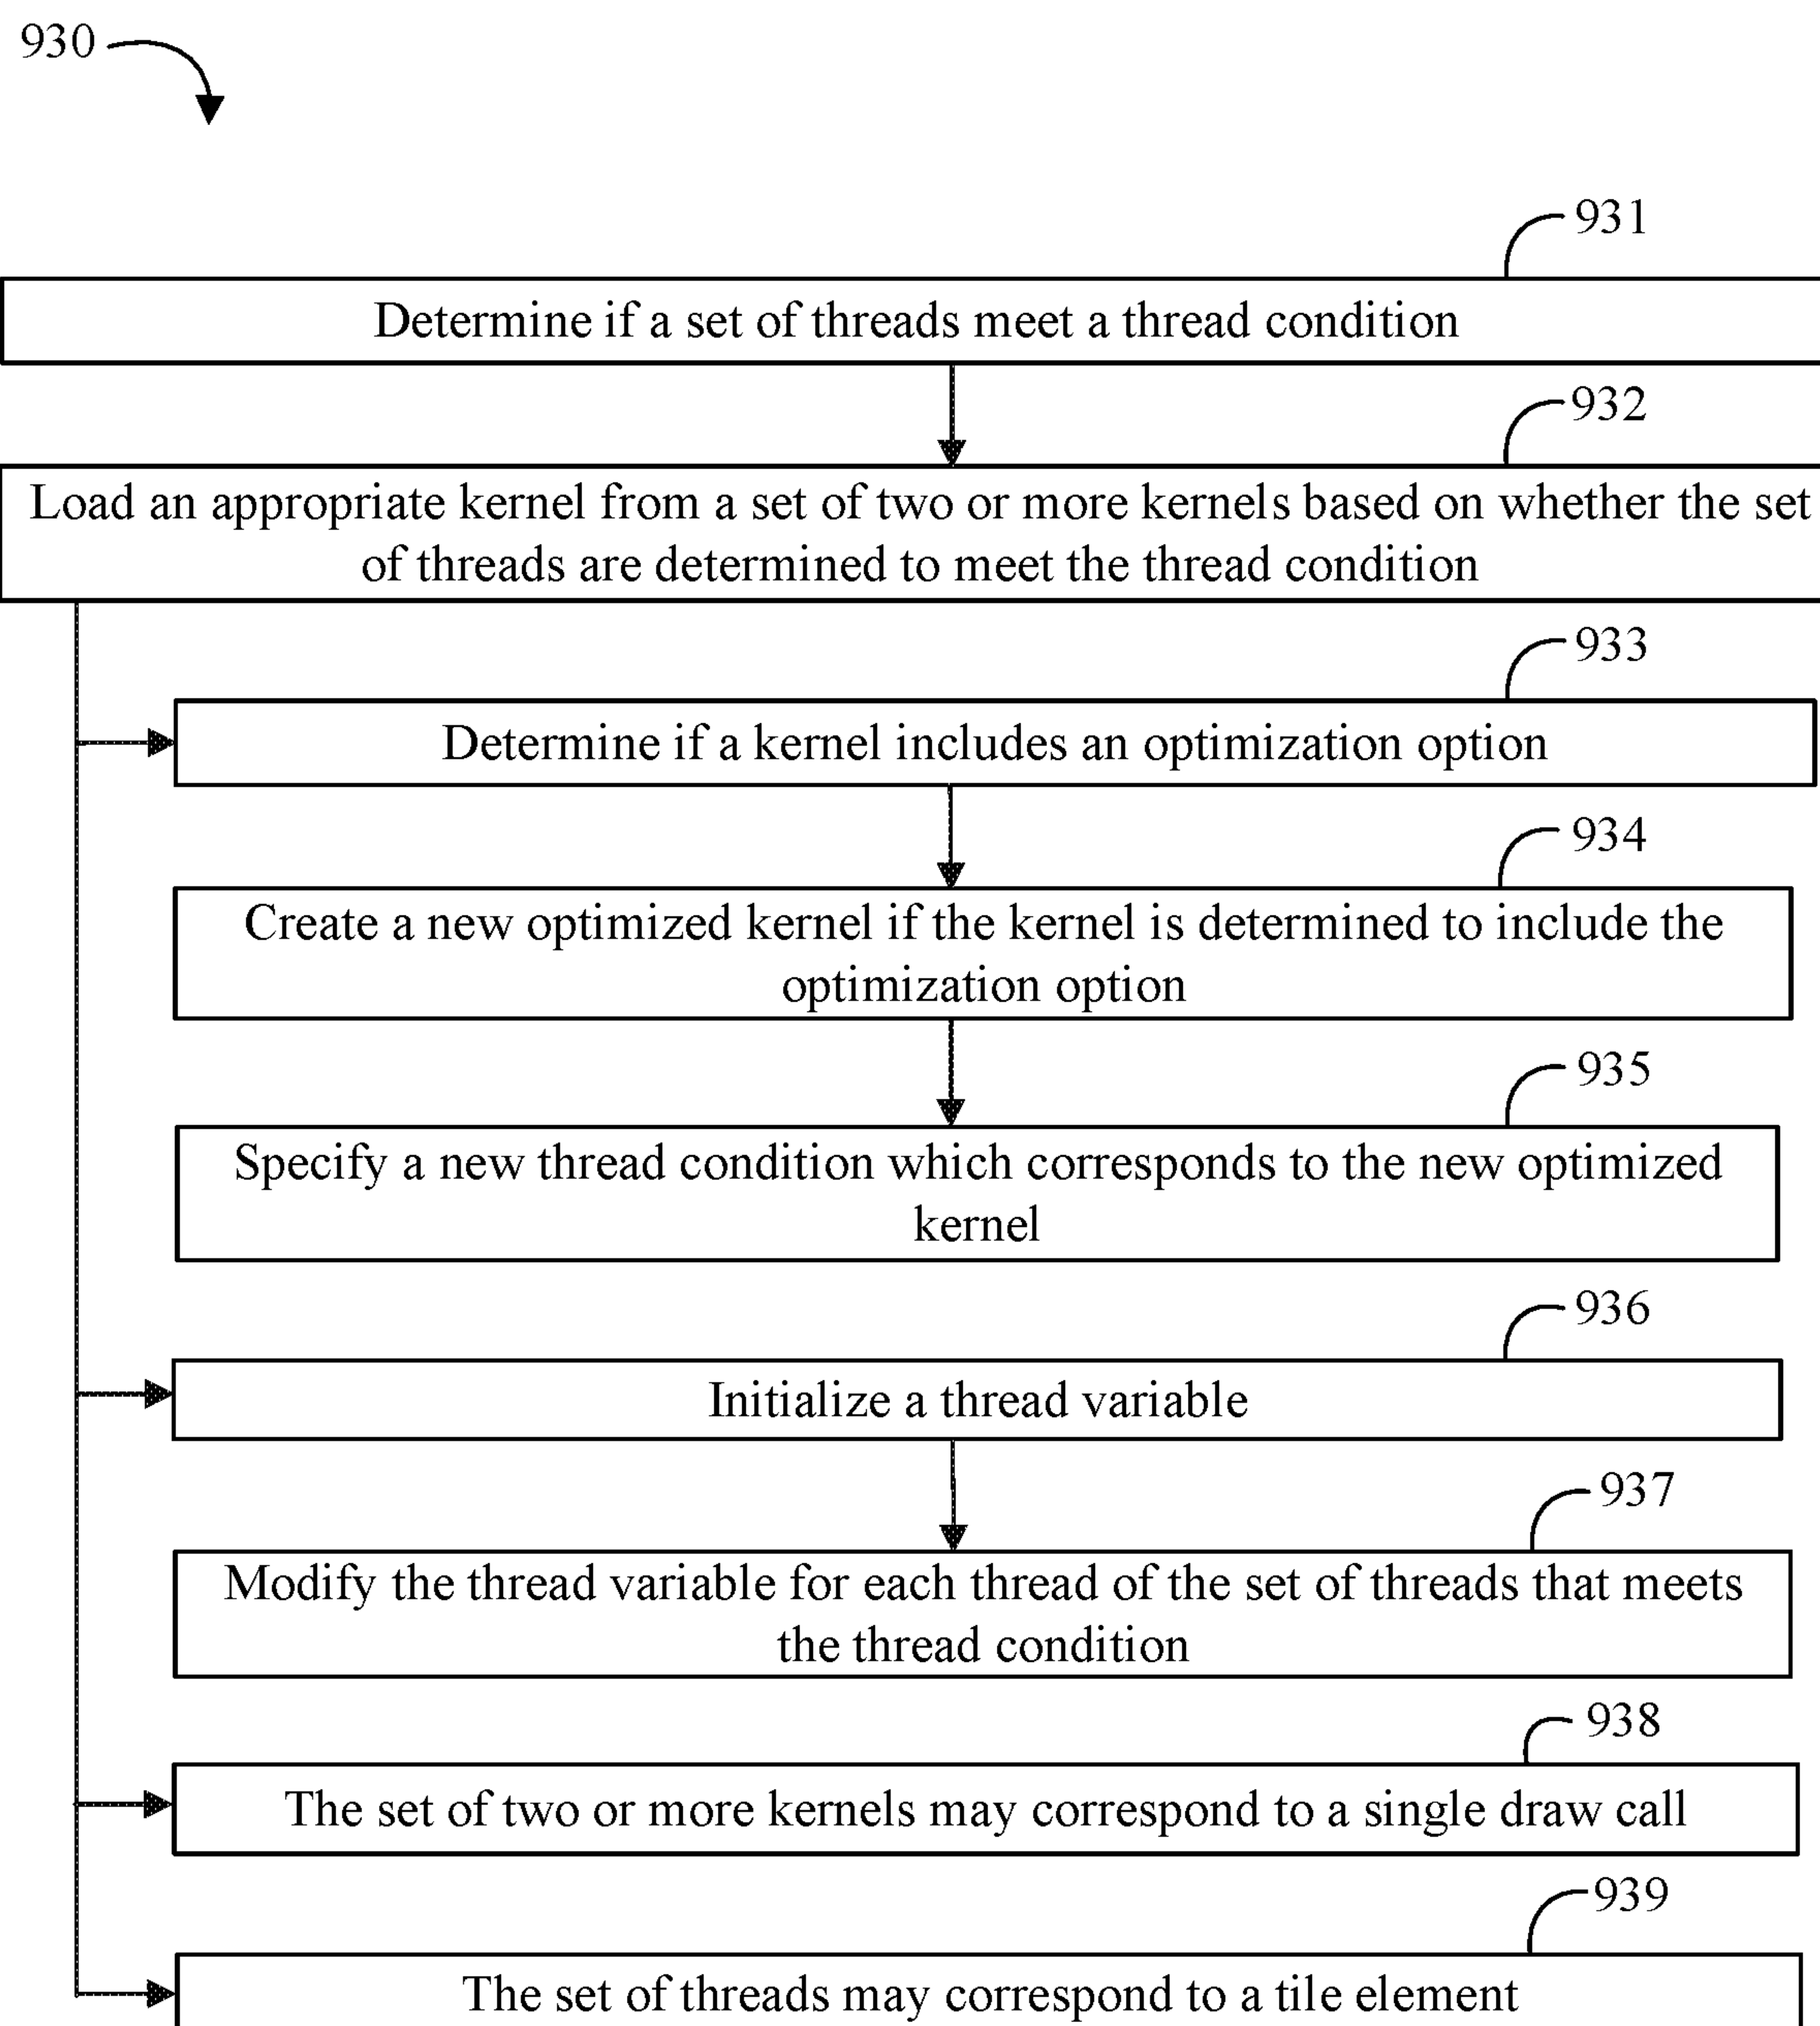 930
931
Determine if a set of threads meet a thread condition
932
Load an appropriate kernel from a set of two or more kernels based on whether the set
of threads are determined to meet the thread condition
933
Determine if a kernel includes an optimization option
934
Create a new optimized kernel if the kernel is determined to include the
optimization option
935
Specify a new thread condition which corresponds to the new optimized
kernel
936
Initialize a thread variable
937
Modify the thread variable for each thread of the set of threads that meets
the thread condition
938
The set of two or more kernels may correspond to a single draw call
939
The set of threads may correspond to a tile element